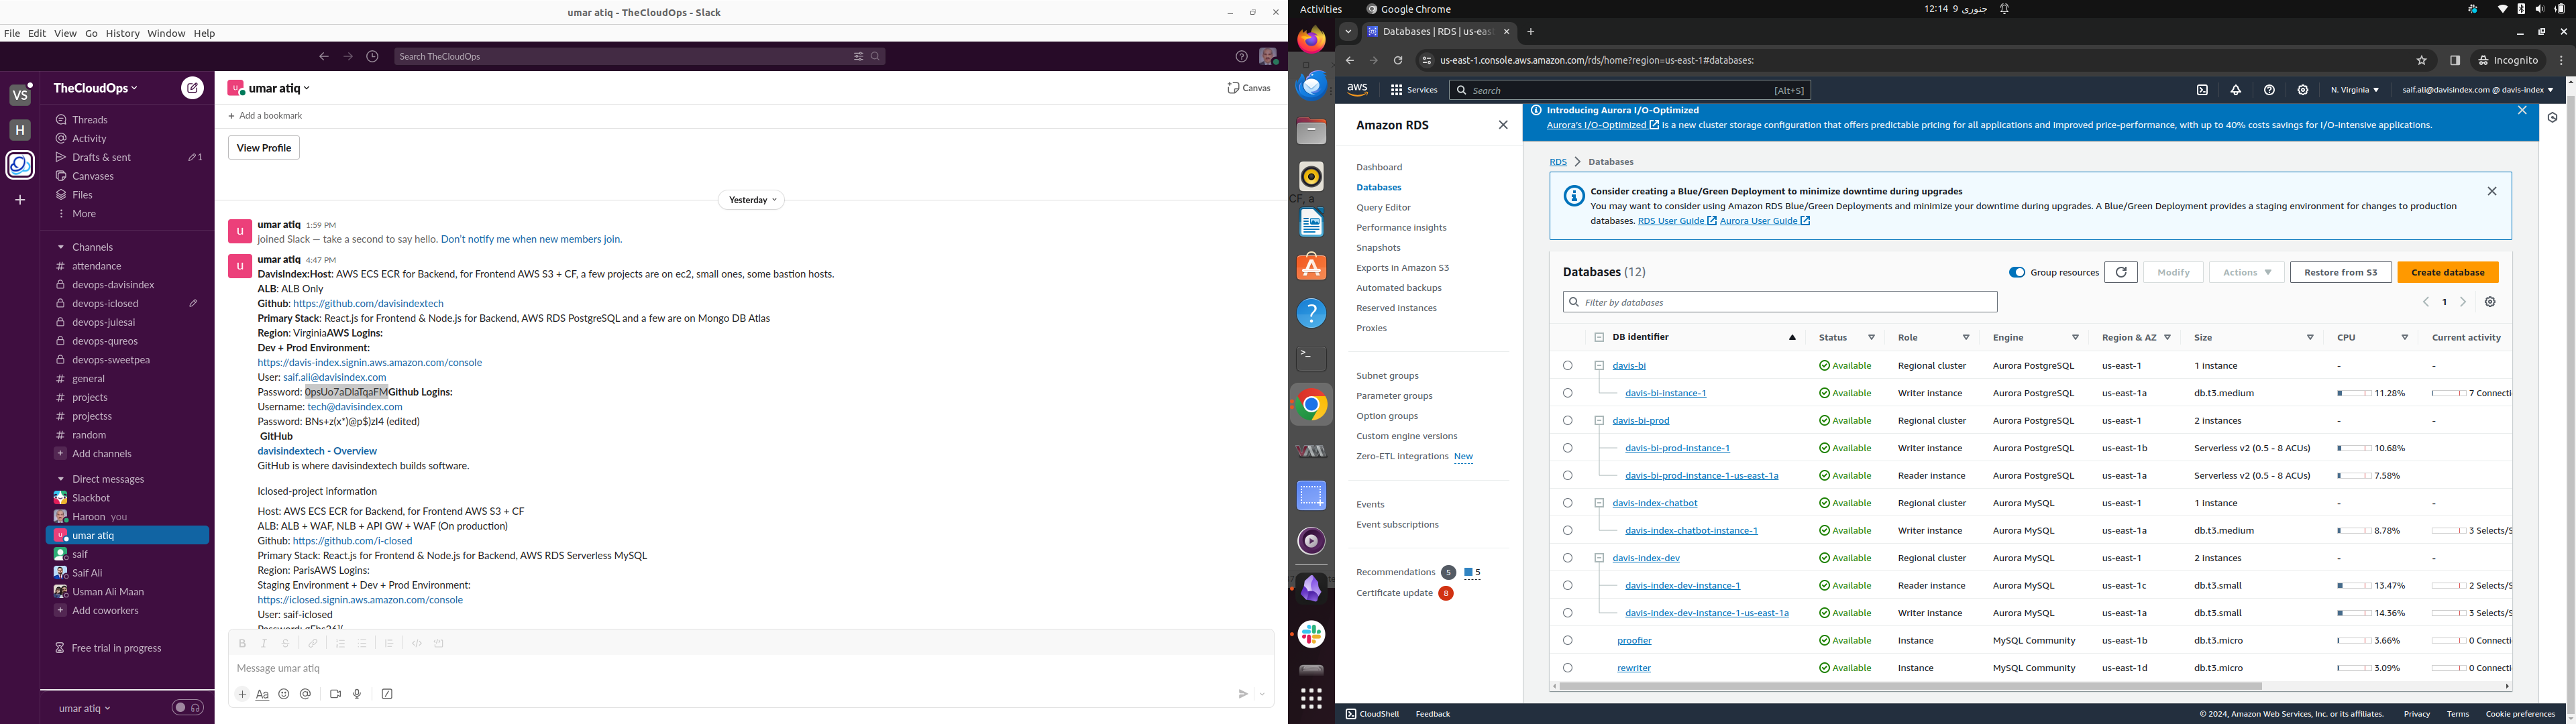 umar atiq - TheCloudOps - Slack
File Edit View Go History Window Help
Search TheCloudOps
VS
H
TheCloudOps
Threads
Activity
Drafts & sent 1
Canvases
Files
More
Channels
# attendance
devops-davisindex
devops-iclosed
devops-julesai
devops-qureos
devops-sweetpea
# general
# projects
# projectss
# random
Add channels
Direct messages
Slackbot
Haroon you
umar atiq
saif
Saif Ali
Usman Ali Maan
Add coworkers
Free trial in progress
umar atiq
umar atiq
Canvas
Add a bookmark
View Profile
Yesterday
umar atiq 1:59 PM
joined Slack — take a second to say hello. Don't notify me when new members join.
umar atiq 4:47 PM
DavisIndex:Host: AWS ECS ECR for Backend, for Frontend AWS S3 + CF, a few projects are on ec2, small ones, some bastion hosts.
ALB: ALB Only
Github: https://github.com/davisindextech
Primary Stack: React.js for Frontend & Node.js for Backend, AWS RDS PostgreSQL and a few are on Mongo DB Atlas
Region: VirginiaAWS Logins:
Dev + Prod Environment:
https://davis-index.signin.aws.amazon.com/console
User: saif.ali@davisindex.com
Password: 0psUo7aDlaTqaFMGithub Logins:
Username: tech@davisindex.com
Password: BNs+z(x*)@p$)zI4 (edited)
GitHub
davisindextech - Overview
GitHub is where davisindextech builds software.
Iclosed-project information
Host: AWS ECS ECR for Backend, for Frontend AWS S3 + CF
ALB: ALB + WAF, NLB + API GW + WAF (On production)
Github: https://github.com/i-closed
Primary Stack: React.js for Frontend & Node.js for Backend, AWS RDS Serverless MySQL
Region: ParisAWS Logins:
Staging Environment + Dev + Prod Environment:
https://iclosed.signin.aws.amazon.com/console
User: saif-iclosed
Message umar atiq
Activities Google Chrome
12:14 9 جنوری
CF, a
Databases | RDS | us-eas
us-east-1.console.aws.amazon.com/rds/home?region=us-east-1#databases:
Incognito
aws Services Search [Alt+S] N. Virginia saif.ali@davisindex.com @ davis-index
Amazon RDS
Dashboard
Databases
Query Editor
Performance insights
Snapshots
Exports in Amazon S3
Automated backups
Reserved instances
Proxies
Subnet groups
Parameter groups
Option groups
Custom engine versions
Zero-ETL integrations New
Events
Event subscriptions
Recommendations 5 5
Certificate update 8
Introducing Aurora I/O-Optimized
Aurora's I/O-Optimized is a new cluster storage configuration that offers predictable pricing for all applications and improved price-performance, with up to 40% costs savings for I/O-intensive applications.
RDS > Databases
Consider creating a Blue/Green Deployment to minimize downtime during upgrades
You may want to consider using Amazon RDS Blue/Green Deployments and minimize your downtime during upgrades. A Blue/Green Deployment provides a staging environment for changes to production
databases. RDS User Guide Aurora User Guide
Databases (12) Group resources Modify Actions Restore from S3 Create database
Filter by databases
1
DB identifier Status Role Engine Region & AZ Size CPU Current activity
davis-bi Available Regional cluster Aurora PostgreSQL us-east-1 1 instance - -
davis-bi-instance-1 Available Writer instance Aurora PostgreSQL us-east-1a db.t3.medium 11.28% 7 Connecti
davis-bi-prod Available Regional cluster Aurora PostgreSQL us-east-1 2 instances - -
davis-bi-prod-instance-1 Available Writer instance Aurora PostgreSQL us-east-1b Serverless v2 (0.5 - 8 ACUs) 10.68%
davis-bi-prod-instance-1-us-east-1a Available Reader instance Aurora PostgreSQL us-east-1a Serverless v2 (0.5 - 8 ACUs) 7.58%
davis-index-chatbot Available Regional cluster Aurora MySQL us-east-1 1 instance - -
davis-index-chatbot-instance-1 Available Writer instance Aurora MySQL us-east-1a db.t3.medium 8.78% 3 Selects/S
davis-index-dev Available Regional cluster Aurora MySQL us-east-1 2 instances - -
davis-index-dev-instance-1 Available Reader instance Aurora MySQL us-east-1c db.t3.small 13.47% 2 Selects/S
davis-index-dev-instance-1-us-east-1a Available Writer instance Aurora MySQL us-east-1a db.t3.small 14.36% 3 Selects/S
proofier Available Instance MySQL Community us-east-1b db.t3.micro 3.66% 0 Connecti
rewriter Available Instance MySQL Community us-east-1d db.t3.micro 3.09% 0 Connecti
CloudShell Feedback © 2024, Amazon Web Services, Inc. or its affiliates. Privacy Terms Cookie preferences